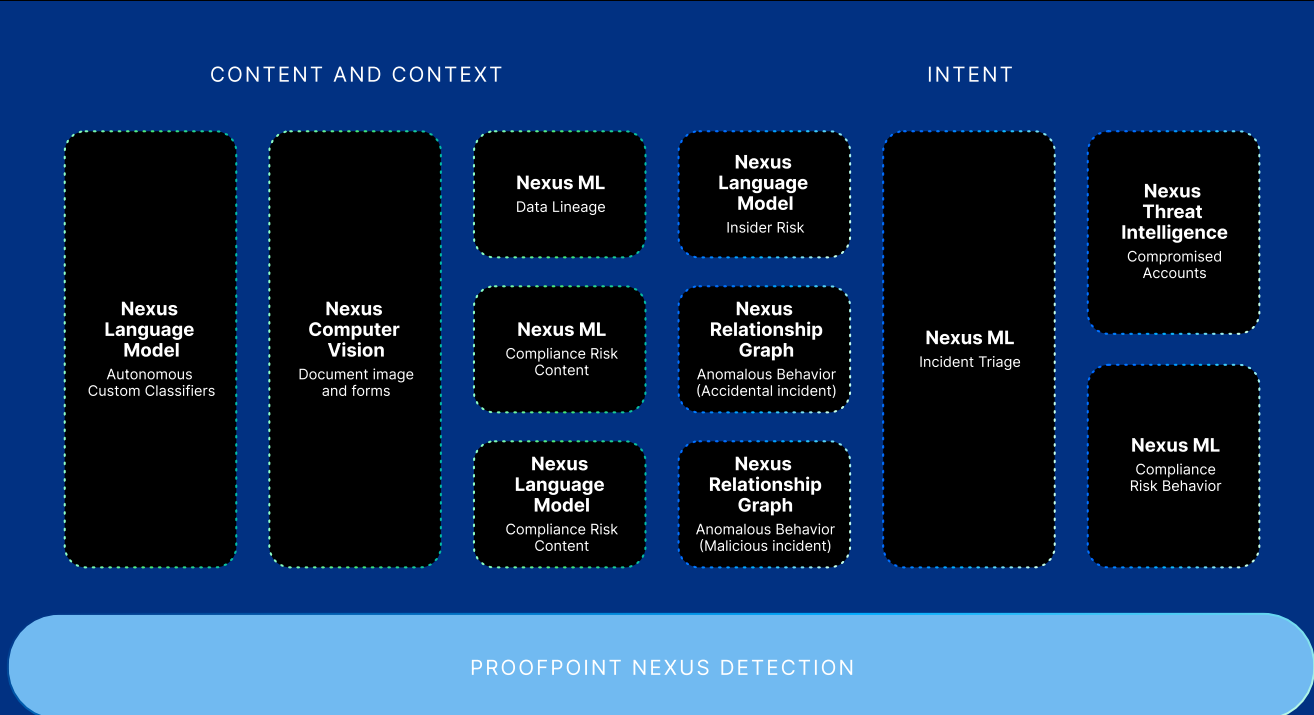 CONTENT AND CONTEXT
INTENT
Nexus
Language
Model
Autonomous
Custom Classifiers
Nexus
Computer
Vision
Document image
and forms
Nexus ML
Data Lineage
Nexus ML
Compliance Risk
Content
Nexus
Language
Model
Compliance Risk
Content
Nexus
Language
Model
Insider Risk
Nexus
Relationship
Graph
Anomalous Behavior
(Accidental incident)
Nexus
Relationship
Graph
Anomalous Behavior
(Malicious incident)
Nexus ML
Incident Triage
Nexus
Threat
Intelligence
Compromised
Accounts
Nexus ML
Compliance
Risk Behavior
PROOFPOINT NEXUS DETECTION